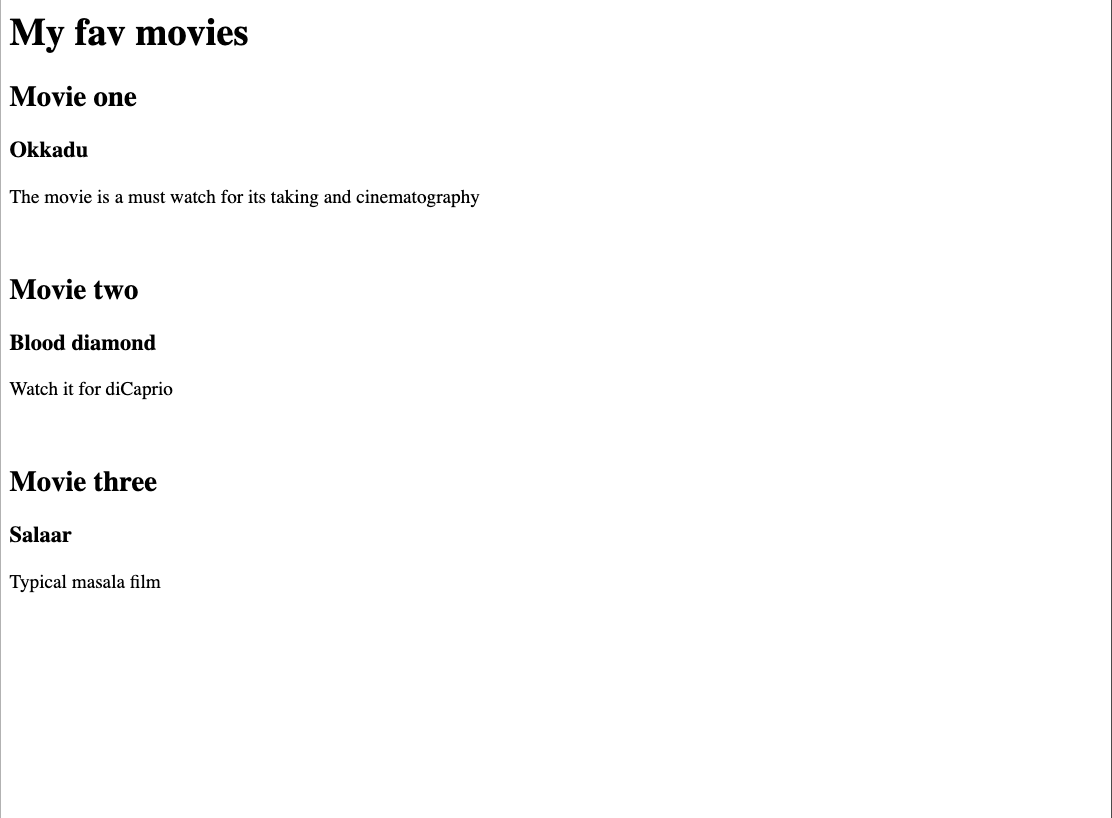 My fav movies
Movie one
Okkadu
The movie is a must watch for its taking and cinematography
Movie two
Blood diamond
Watch it for diCaprio
Movie three
Salaar
Typical masala film